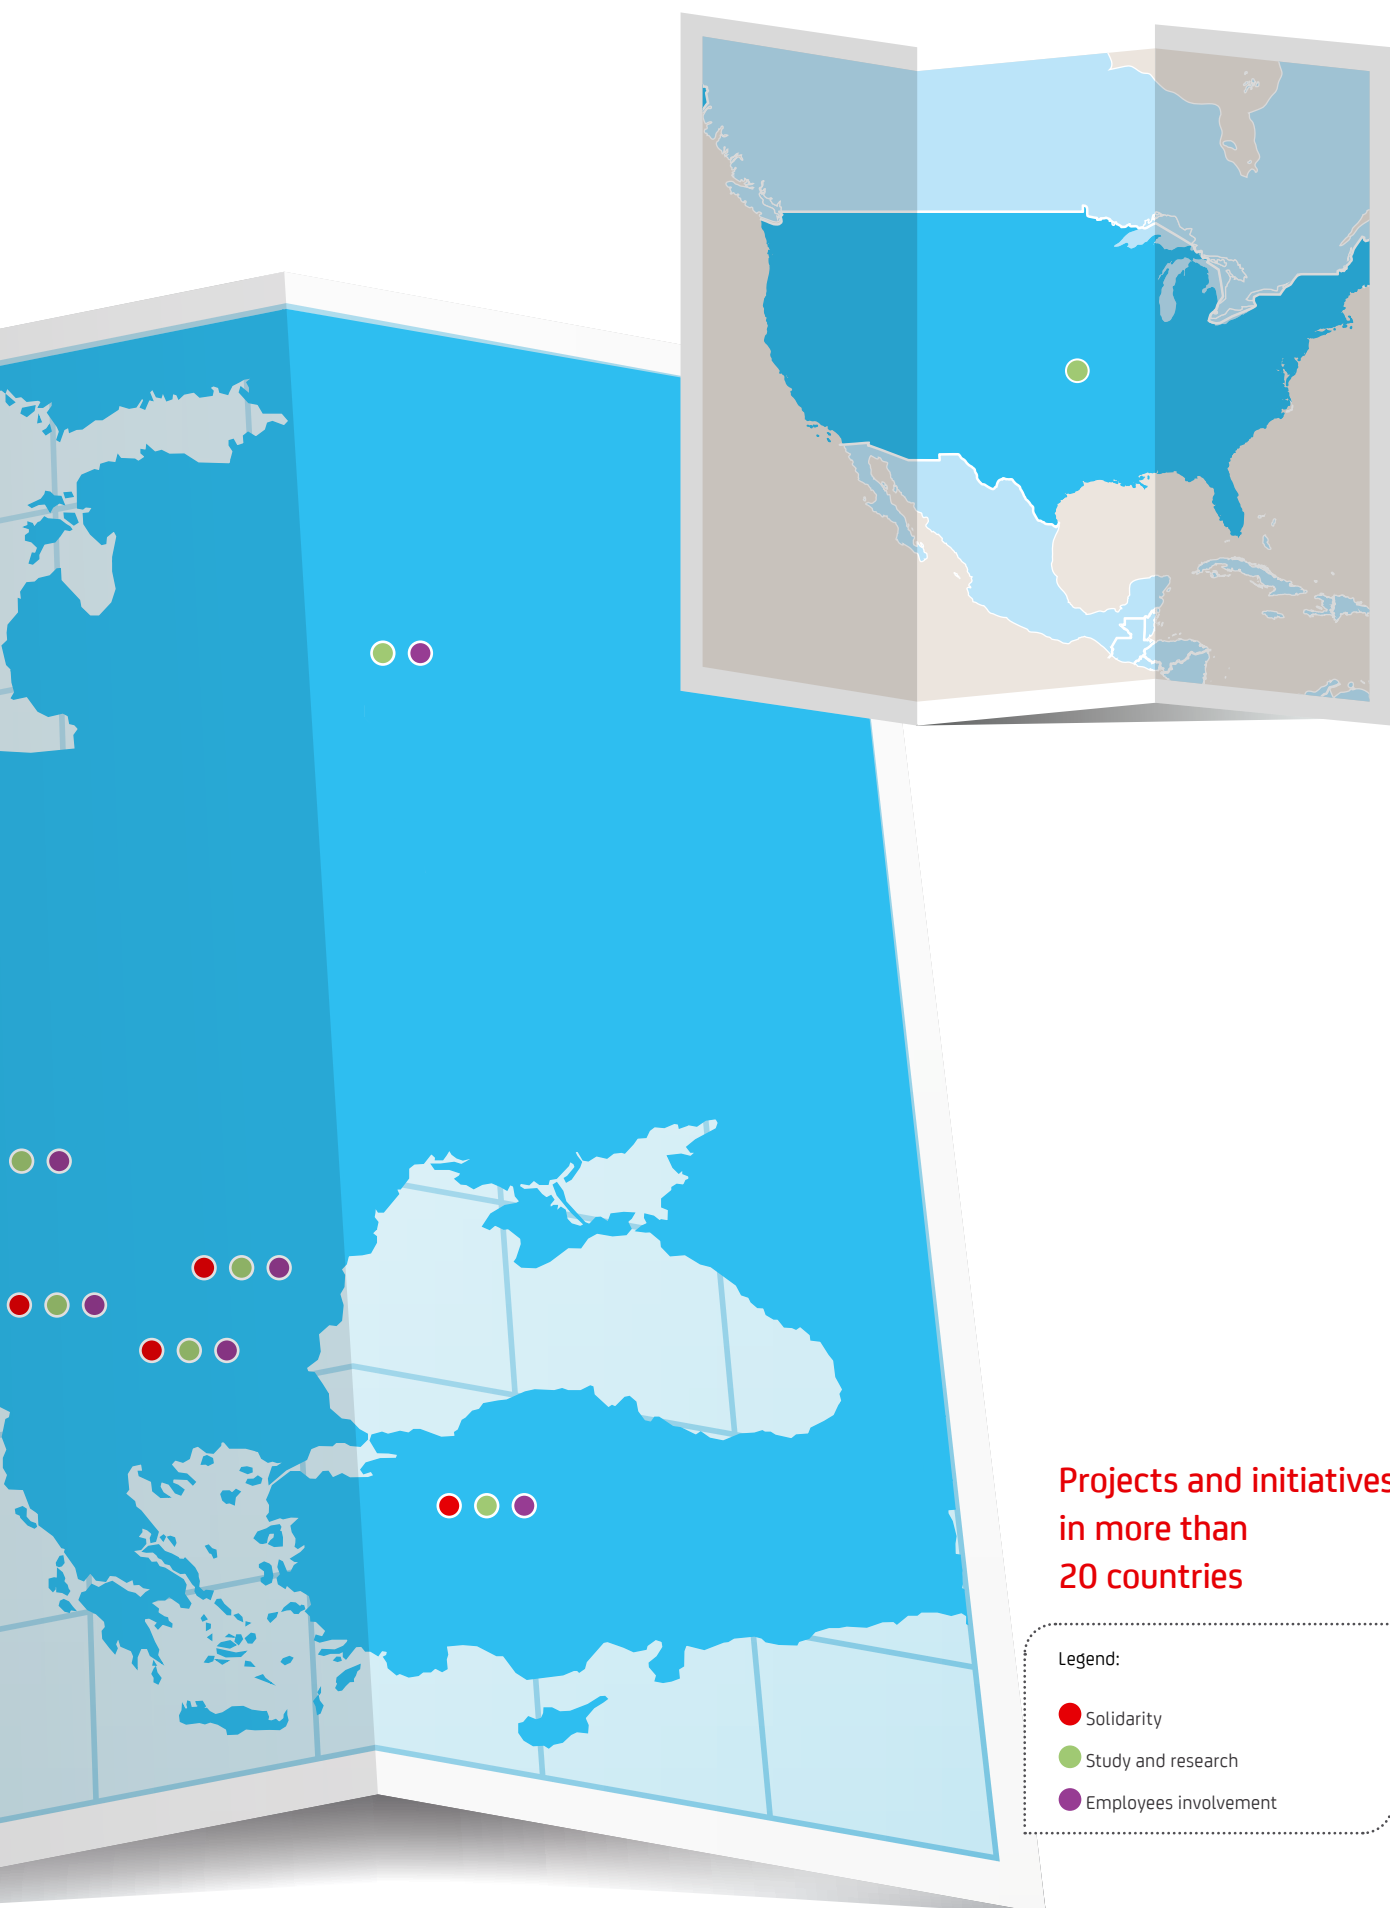 Projects and initiatives
in more than
20 countries
Legend:
Solidarity
Study and research
Employees involvement